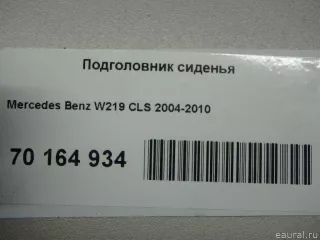 Подголовник сиденья
Mercedes Benz W219 CLS 2004-2010
70 164 934
eaural.ru